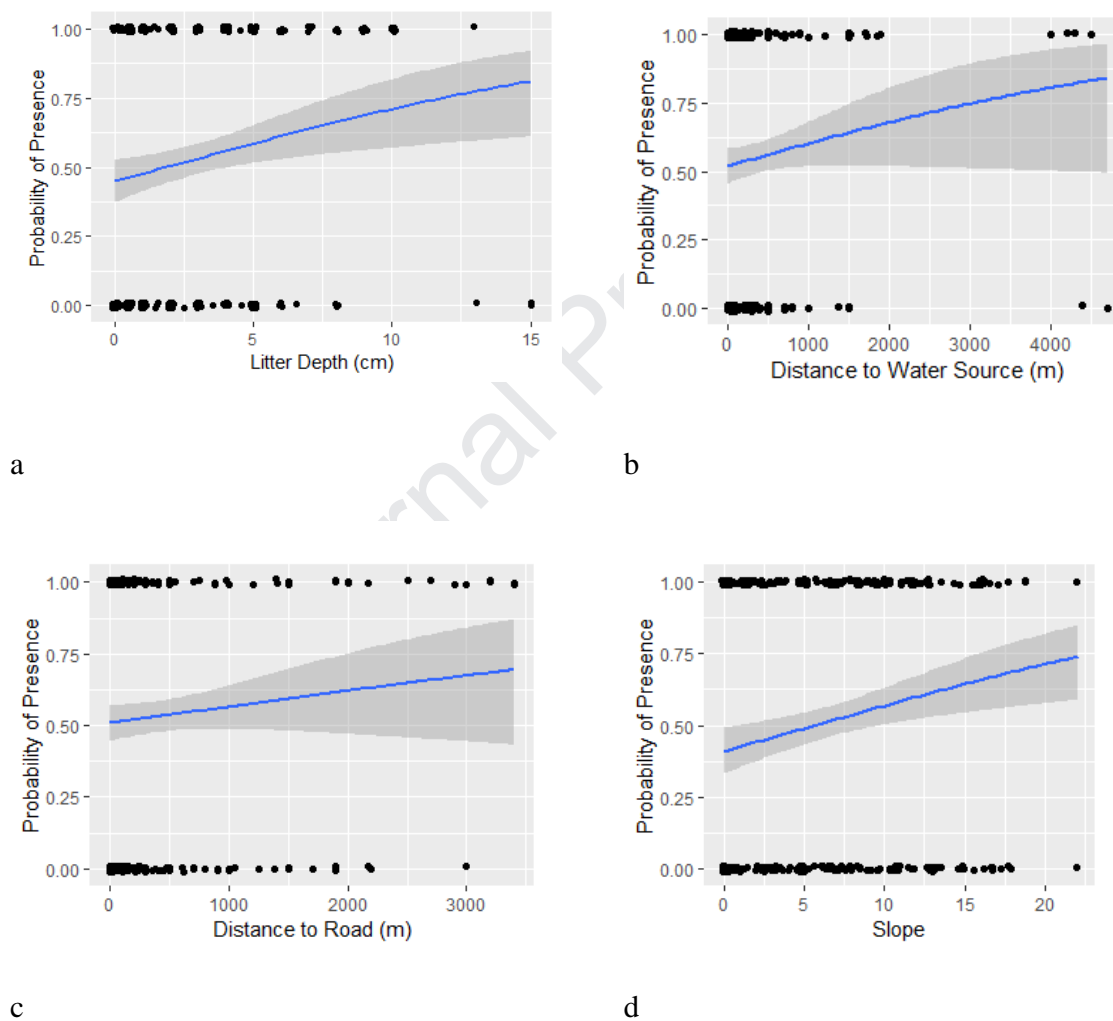 1.00
0.75
0.50
0.25
0.00
Probability of Presence
0 5 10 15
Litter Depth (cm)
a
1.00
0.75
0.50
0.25
0.00
Probability of Presence
0 1000 2000 3000 4000
Distance to Water Source (m)
b
rnal Pr
1.00
0.75
0.50
0.25
0.00
Probability of Presence
0 1000 2000 3000
Distance to Road (m)
c
1.00
0.75
0.50
0.25
0.00
Probability of Presence
0 5 10 15 20
Slope
d